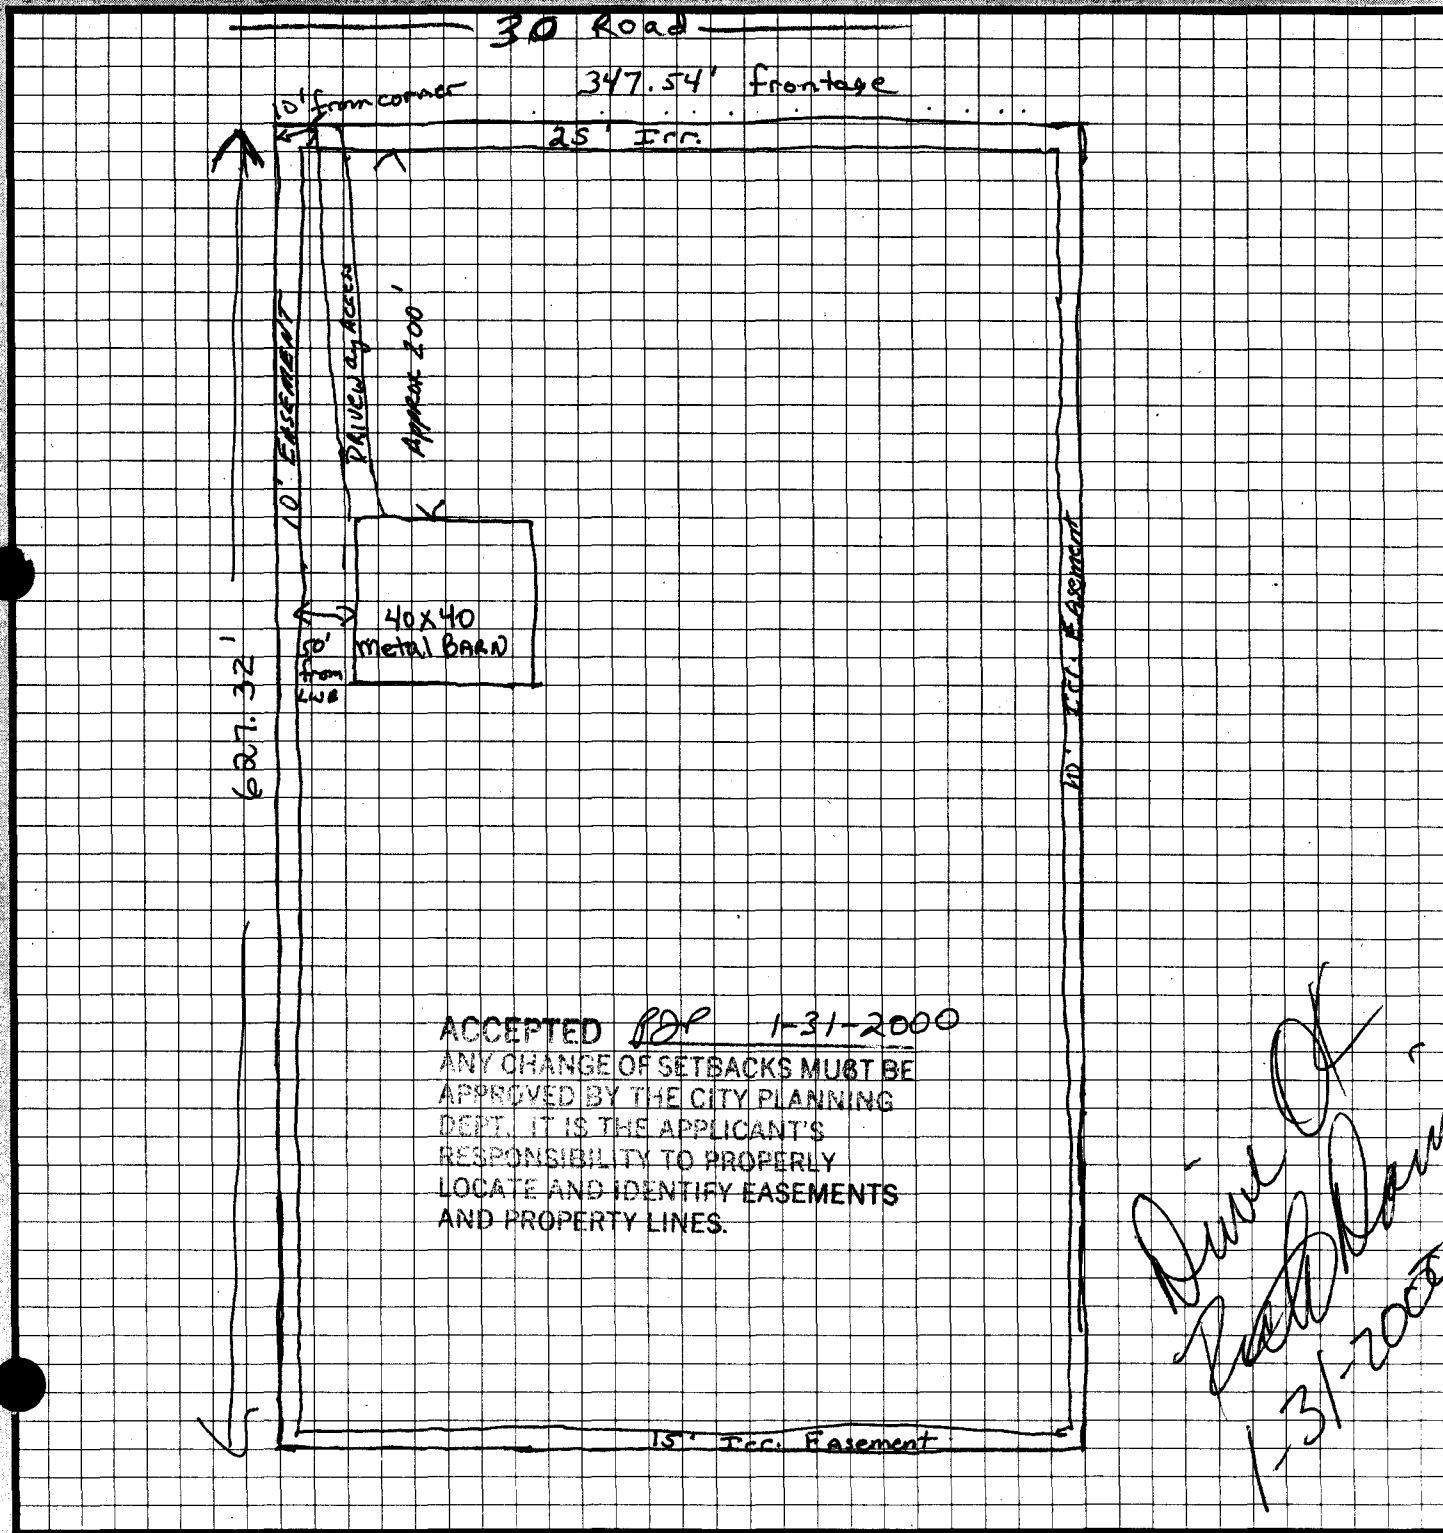 30 Road
347.54' frontage
10' from corner
25' Irr.
10' EASEMENT
DRIVEWAY ACCESS
APPROX 200'
627.32'
40X40
metal BARN
50'
from
10' Irr. Easement
ACCEPTED 1-31-2000
ANY CHANGE OF SETBACKS MUST BE
APPROVED BY THE CITY PLANNING
DEPT. IT IS THE APPLICANT'S
RESPONSIBILITY TO PROPERLY
LOCATE AND IDENTIFY EASEMENTS
AND PROPERTY LINES.
15' Irr. Easement
OK
1-31-2000